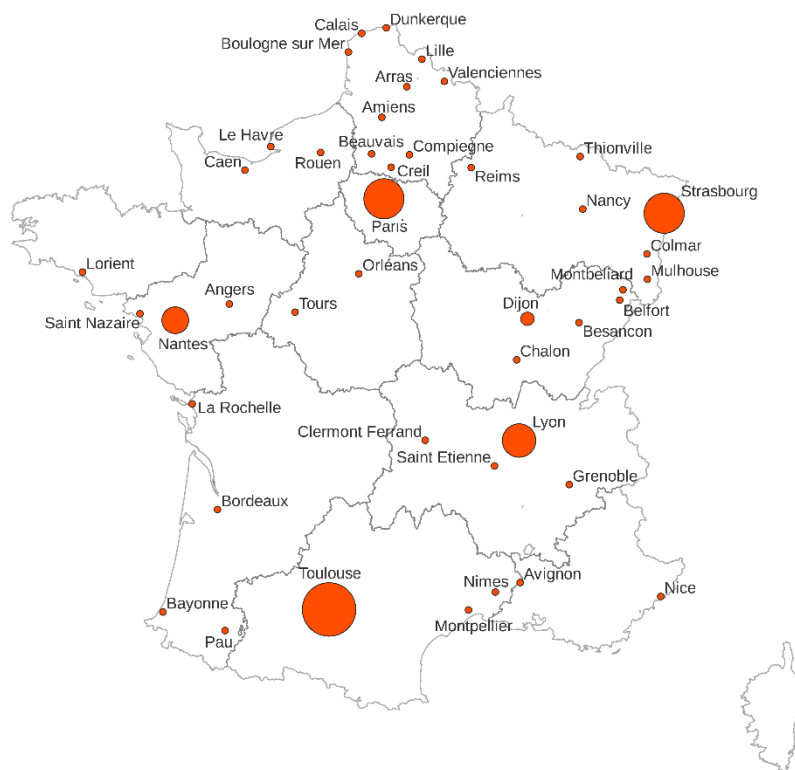 Dunkerque
Calais
Boulogne sur Mer
Lille
Arras
Valenciennes
Amiens
Le Havre
Beauvais
Compiegne
Thionville
Caen
Rouen
Creil
Reims
Strasbourg
Nancy
Paris
Colmar
Lorient
Orléans
Montbeliard
Mulhouse
Angers
Tours
Dijon
Belfort
Saint Nazaire
Besancon
Nantes
Chalon
La Rochelle
Clermont Ferrand
Lyon
Saint Etienne
Grenoble
Bordeaux
Toulouse
Nimes
Avignon
Nice
Bayonne
Montpellier
Pau